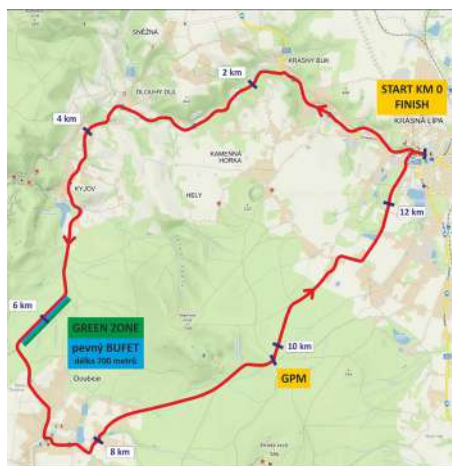 SNĚŽNÁ
KRÁSNÝ BUK
2 km
START KM 0
FINISH
DLOUHÝ DŮL
KRÁSNÁ LÍPA
4 km
KAMENNÁ
HORKA
KYJOV
HELY
12 km
6 km
GREEN ZONE
pevný BUFET
délka 700 metrů
10 km
GPM
Doubice
8 km